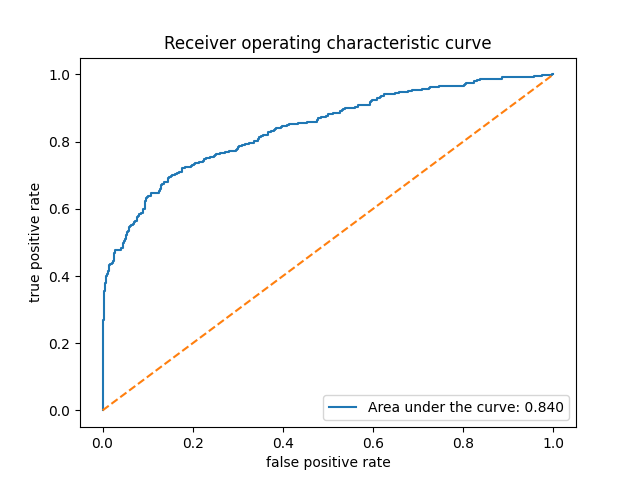 Receiver operating characteristic curve
true positive rate
1.0
0.8
0.6
0.4
0.2
0.0
Area under the curve: 0.840
0.0 0.2 0.4 0.6 0.8 1.0
false positive rate